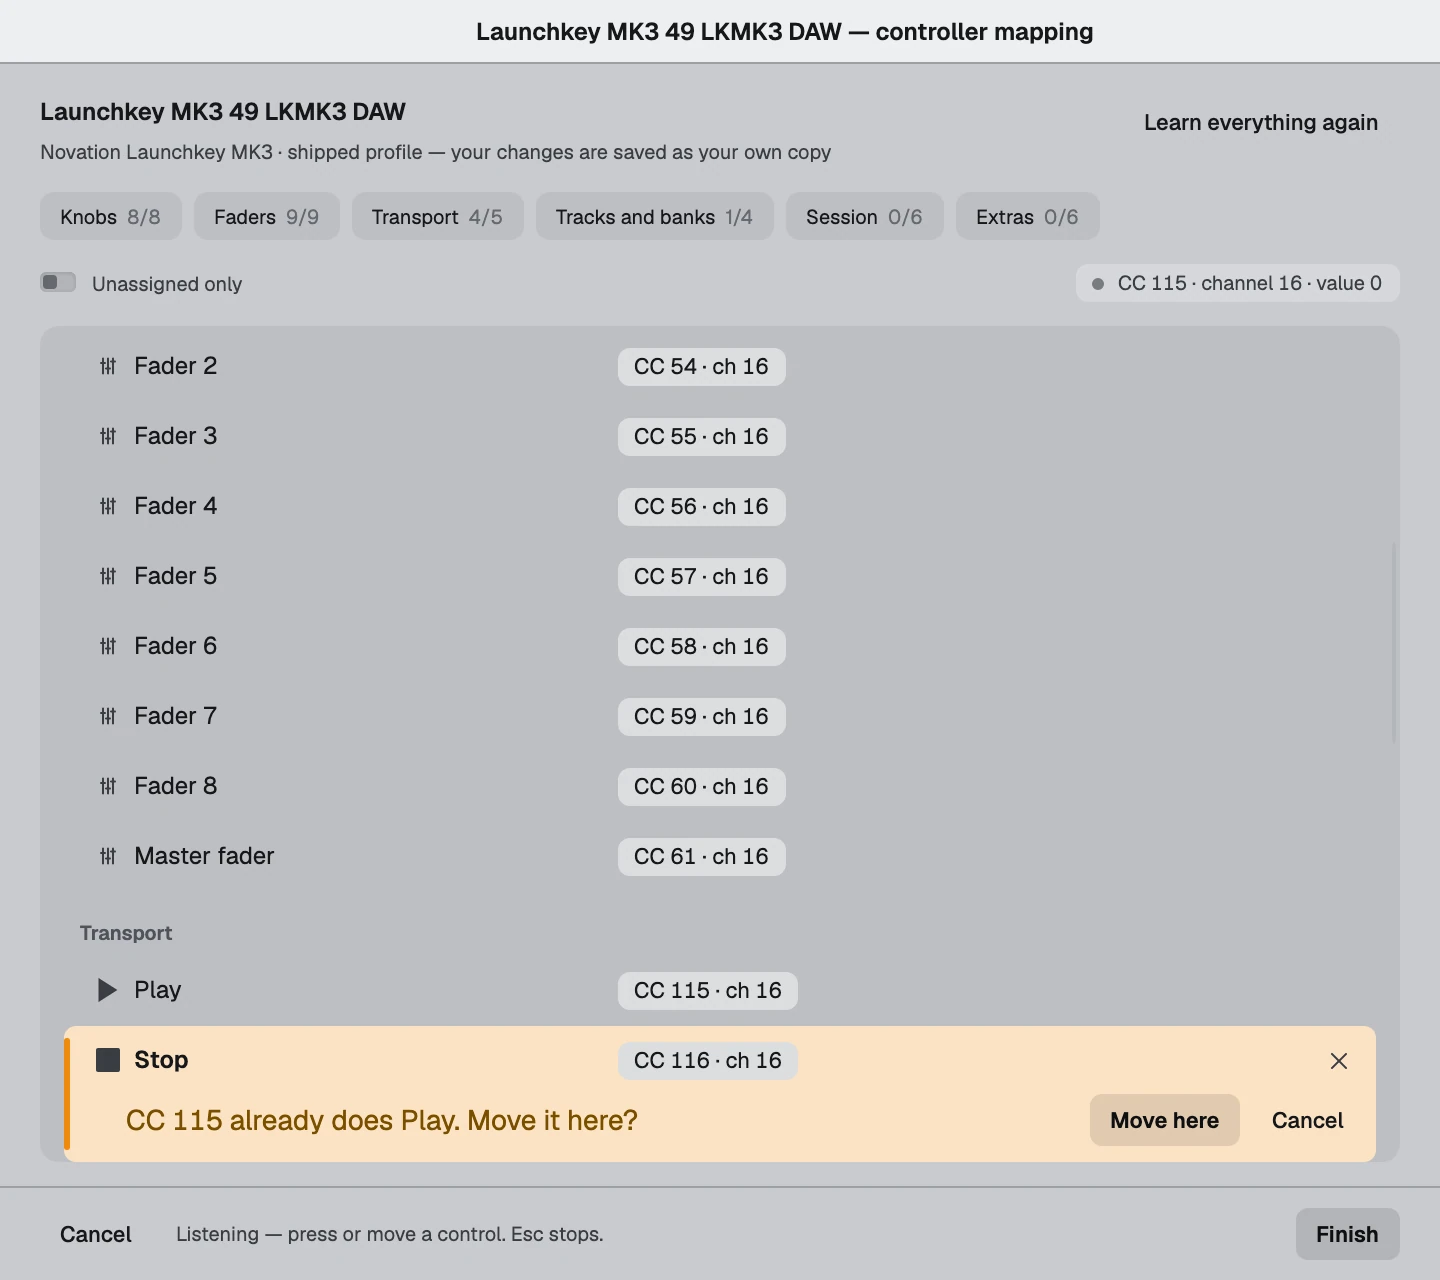 Launchkey MK3 49 LKMK3 DAW — controller mapping
Launchkey MK3 49 LKMK3 DAW
Learn everything again
Novation Launchkey MK3 · shipped profile — your changes are saved as your own copy
Knobs 8/8 Faders 9/9 Transport 4/5 Tracks and banks 1/4 Session 0/6 Extras 0/6
Unassigned only
CC 115 · channel 16 · value 0
Fader 2 CC 54 · ch 16
Fader 3 CC 55 · ch 16
Fader 4 CC 56 · ch 16
Fader 5 CC 57 · ch 16
Fader 6 CC 58 · ch 16
Fader 7 CC 59 · ch 16
Fader 8 CC 60 · ch 16
Master fader CC 61 · ch 16
Transport
Play CC 115 · ch 16
Stop CC 116 · ch 16
CC 115 already does Play. Move it here? Move here Cancel
Cancel Listening — press or move a control. Esc stops. Finish